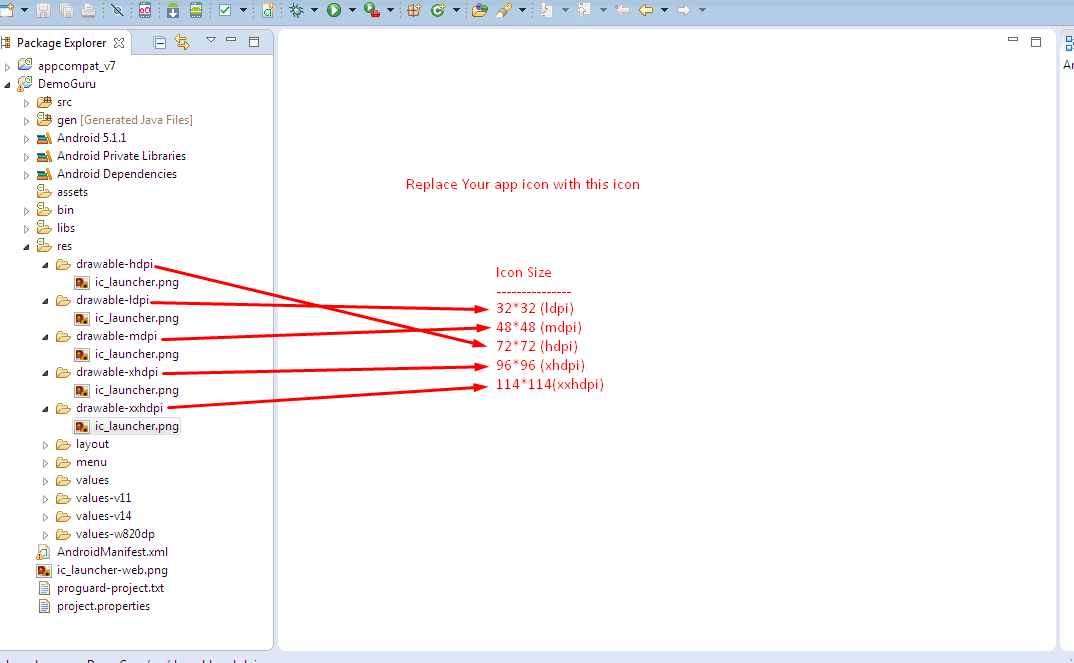 Package Explorer
appcompat_v7
DemoGuru
src
gen [Generated Java Files]
Android 5.1.1
Android Private Libraries
Android Dependencies
assets
bin
libs
res
drawable-hdpi
ic_launcher.png
drawable-ldpi
ic_launcher.png
drawable-mdpi
ic_launcher.png
drawable-xhdpi
ic_launcher.png
drawable-xxhdpi
ic_launcher.png
layout
menu
values
values-v11
values-v14
values-w820dp
AndroidManifest.xml
ic_launcher-web.png
proguard-project.txt
project.properties
Replace Your app icon with this icon
Icon Size
---------------
32*32 (ldpi)
48*48 (mdpi)
72*72 (hdpi)
96*96 (xhdpi)
114*114(xxhdpi)